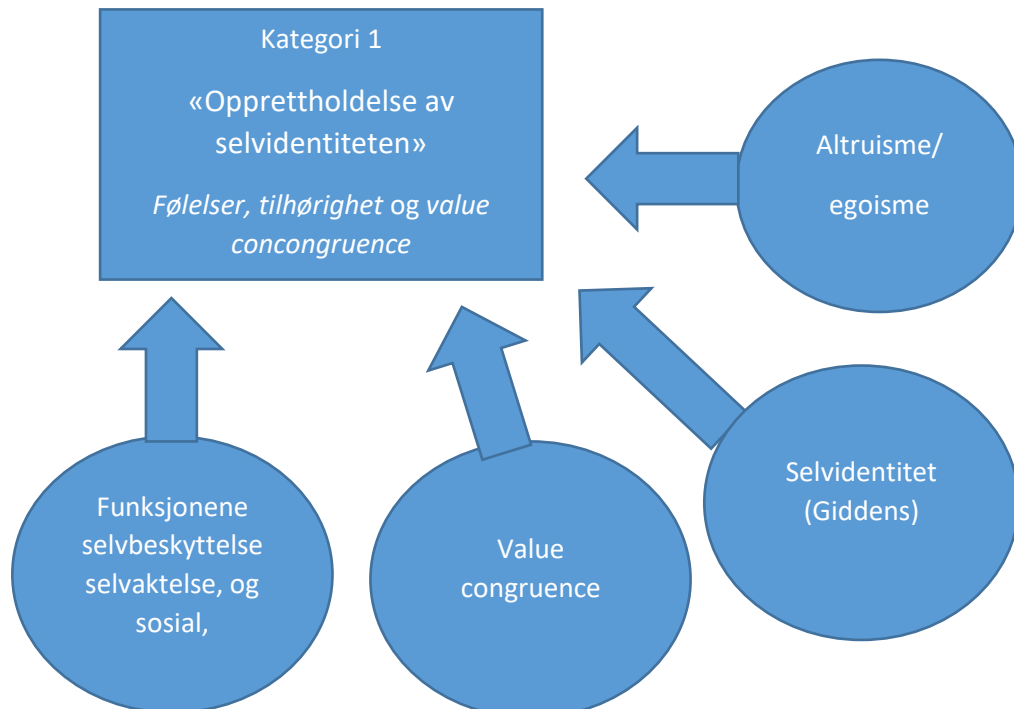 Kategori 1
«Opprettholdelse av
selvidentiteten»
Følelser, tilhørighet og value
concongruence
Altruisme/
egoisme
Selvidentitet
(Giddens)
Value
congruence
Funksjonene
selvbeskyttelse
selvaktelse, og
sosial,